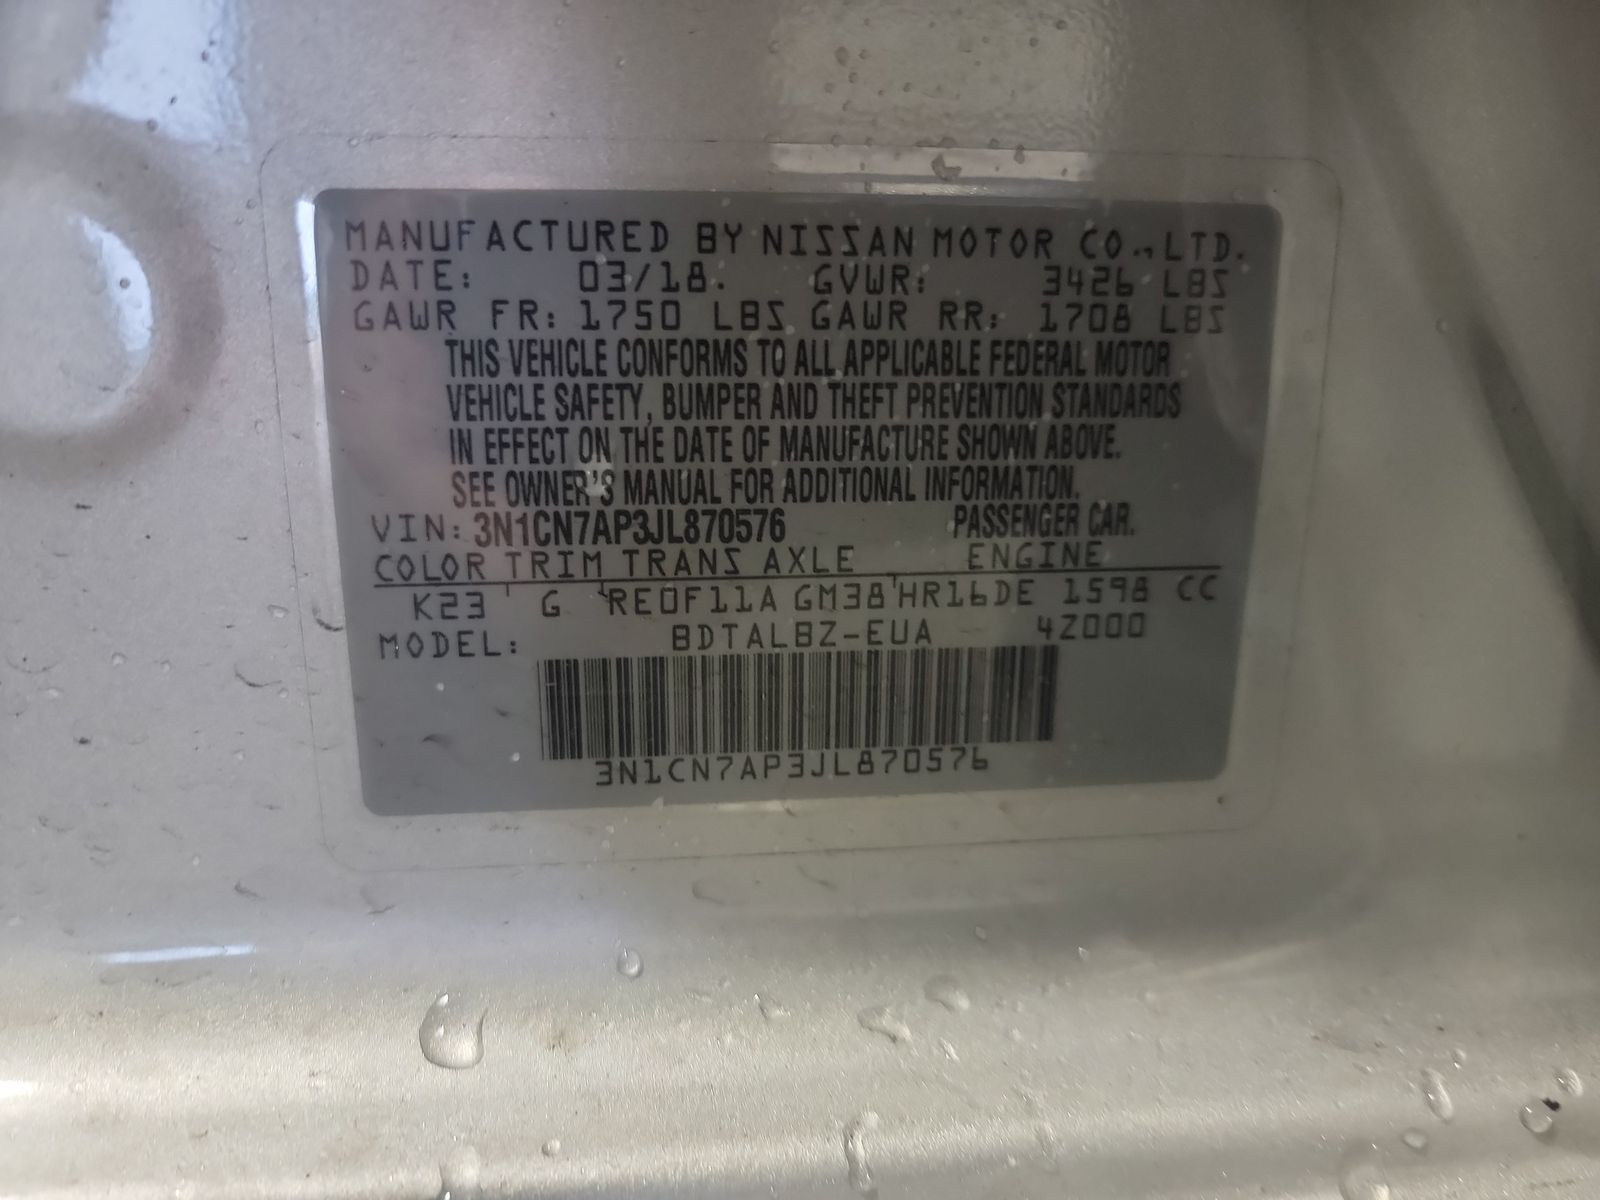 MANUFACTURED BY NISSAN MOTOR CO., LTD.
DATE: 03/18. GVWR: 3426 LBS
GAWR FR: 1750 LBS GAWR RR: 1708 LBS
THIS VEHICLE CONFORMS TO ALL APPLICABLE FEDERAL MOTOR
VEHICLE SAFETY, BUMPER AND THEFT PREVENTION STANDARDS
IN EFFECT ON THE DATE OF MANUFACTURE SHOWN ABOVE.
SEE OWNER'S MANUAL FOR ADDITIONAL INFORMATION.
VIN: 3N1CN7AP3JL870576 PASSENGER CAR.
COLOR TRIM TRANS AXLE ENGINE
K23 G RE0F11A GM38 HR16DE 1598 CC
MODEL: BDTALBZ-EUA 4Z000
3N1CN7AP3JL870576